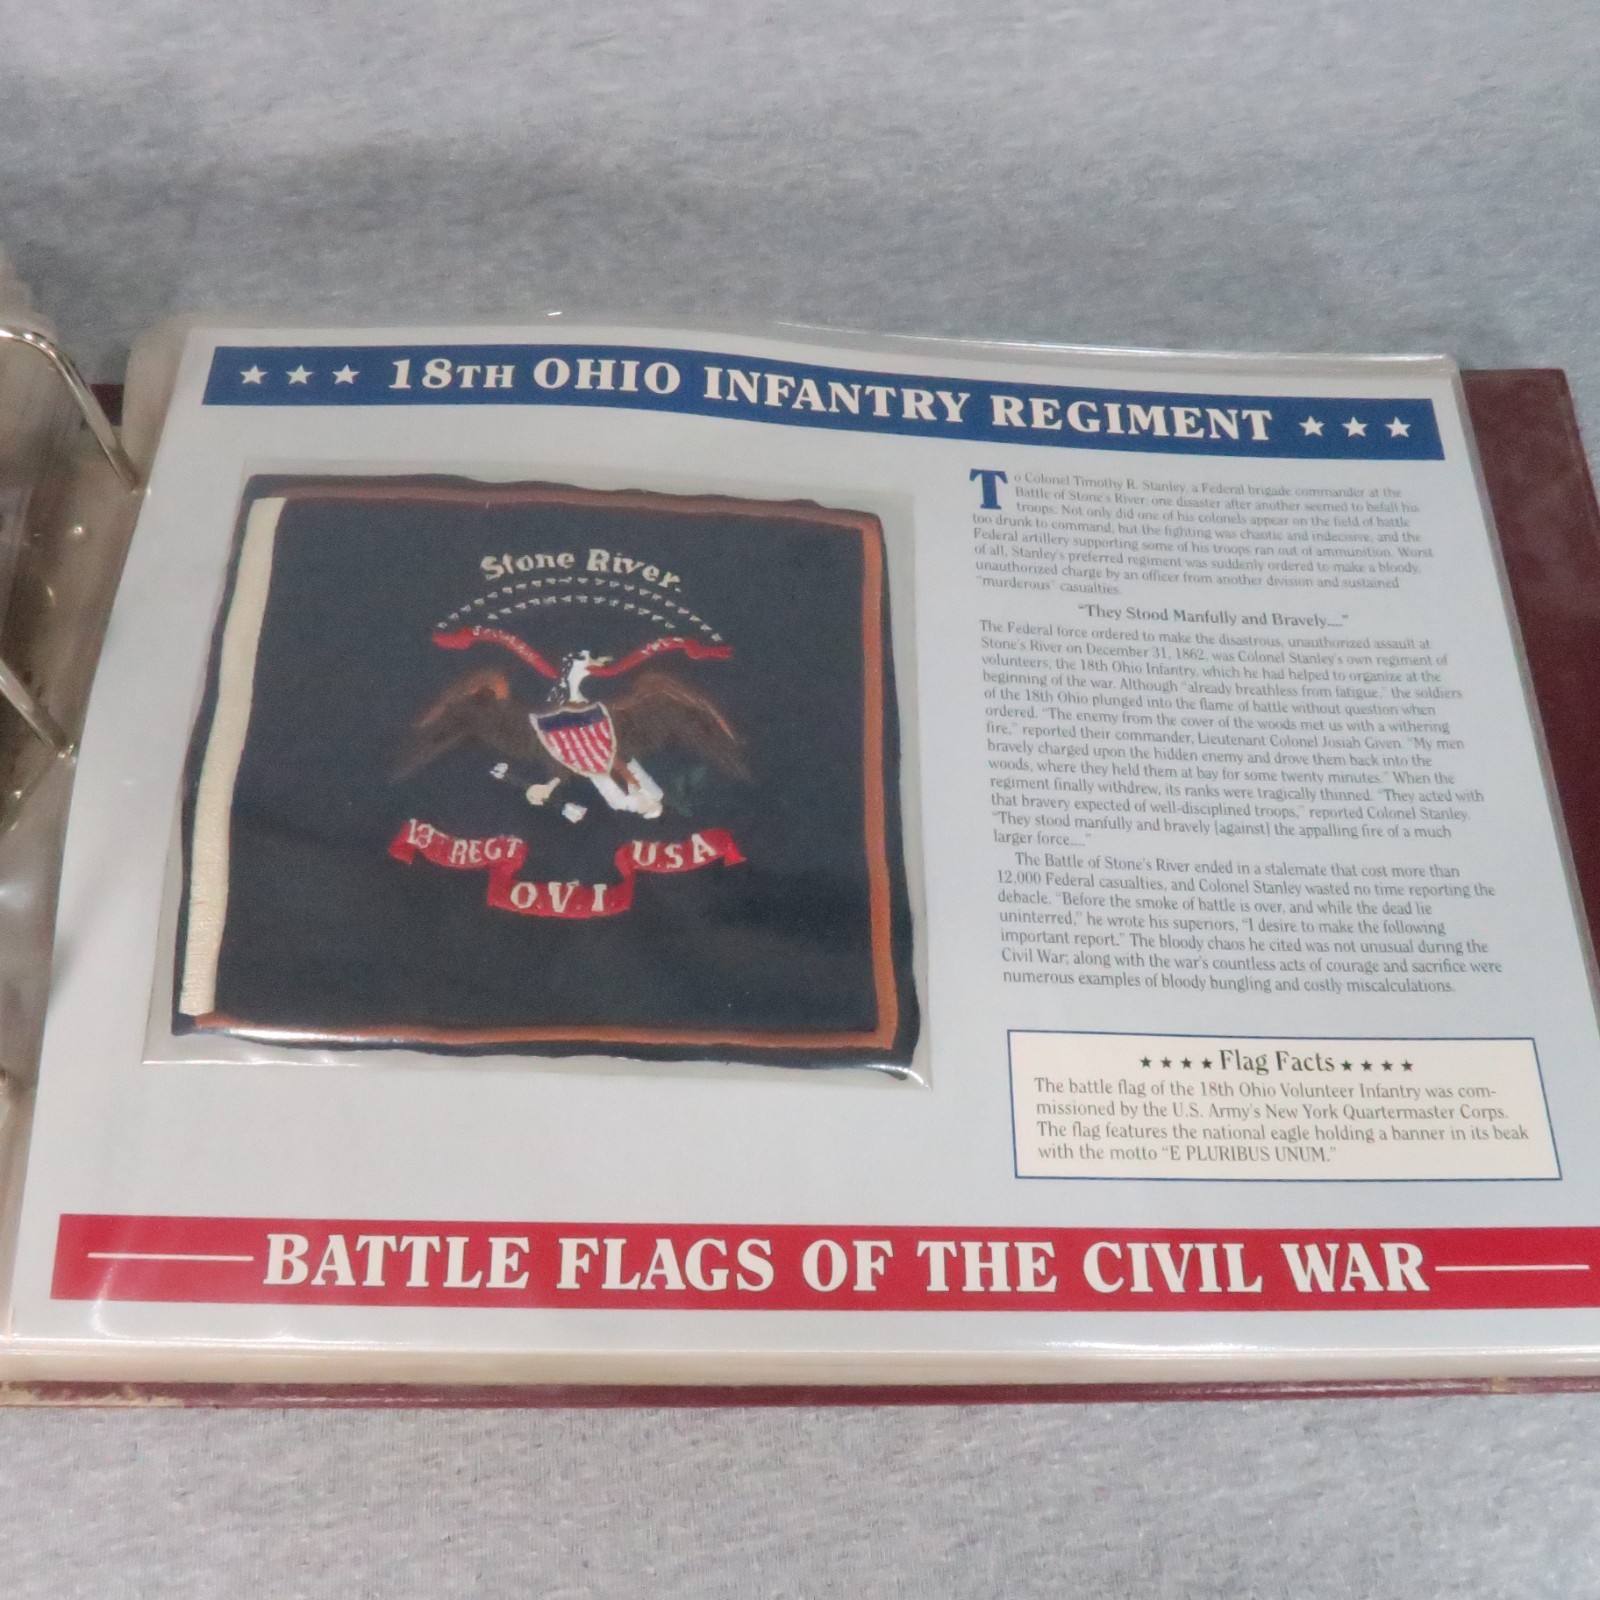 ★ ★ ★ 18TH OHIO INFANTRY REGIMENT ★ ★ ★
Stone River.
13 REGT
O.V.I.
USA
To Colonel Timothy R. Stanley, a Federal brigade commander at the
Battle of Stone's River, one disaster after another seemed to befall his
troops. Not only did one of his colonels appear on the field of battle
too drunk to command, but the fighting was chaotic and indecisive, and the
Federal artillery supporting some of his troops ran out of ammunition. Worst
of all, Stanley's preferred regiment was suddenly ordered to make a bloody,
unauthorized charge by an officer from another division and sustained
"murderous" casualties.
"They Stood Manfully and Bravely...."
The Federal force ordered to make the disastrous, unauthorized assault at
Stone's River on December 31, 1862, was Colonel Stanley's own regiment of
volunteers, the 18th Ohio Infantry, which he had helped to organize at the
beginning of the war. Although "already breathless from fatigue," the soldiers
of the 18th Ohio plunged into the flame of battle without question when
ordered. "The enemy from the cover of the woods met us with a withering
fire," reported their commander, Lieutenant Colonel Josiah Given. "My men
bravely charged upon the hidden enemy and drove them back into the
woods, where they held them at bay for some twenty minutes." When the
regiment finally withdrew, its ranks were tragically thinned. "They acted with
that bravery expected of well-disciplined troops," reported Colonel Stanley.
"They stood manfully and bravely [against] the appalling fire of a much
larger force...."
The Battle of Stone's River ended in a stalemate that cost more than
12,000 Federal casualties, and Colonel Stanley wasted no time reporting the
debacle. "Before the smoke of battle is over, and while the dead lie
uninterred," he wrote his superiors, "I desire to make the following
important report." The bloody chaos he cited was not unusual during the
Civil War; along with the war's countless acts of courage and sacrifice were
numerous examples of bloody bungling and costly miscalculations.
★ ★ ★ ★ Flag Facts ★ ★ ★ ★
The battle flag of the 18th Ohio Volunteer Infantry was com-
missioned by the U.S. Army's New York Quartermaster Corps.
The flag features the national eagle holding a banner in its beak
with the motto "E PLURIBUS UNUM."
BATTLE FLAGS OF THE CIVIL WAR